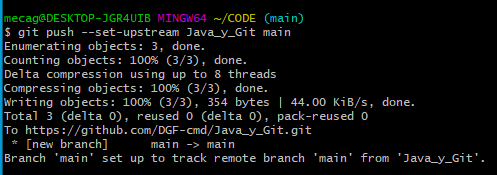 mecag@DESKTOP-JGR4UIB MINGW64 ~/CODE (main)
$ git push --set-upstream Java_y_Git main
Enumerating objects: 3, done.
Counting objects: 100% (3/3), done.
Delta compression using up to 8 threads
Compressing objects: 100% (3/3), done.
Writing objects: 100% (3/3), 354 bytes | 44.00 KiB/s, done.
Total 3 (delta 0), reused 0 (delta 0), pack-reused 0
To https://github.com/DGF-cmd/Java_y_Git.git
 * [new branch]      main -> main
Branch 'main' set up to track remote branch 'main' from 'Java_y_Git'.